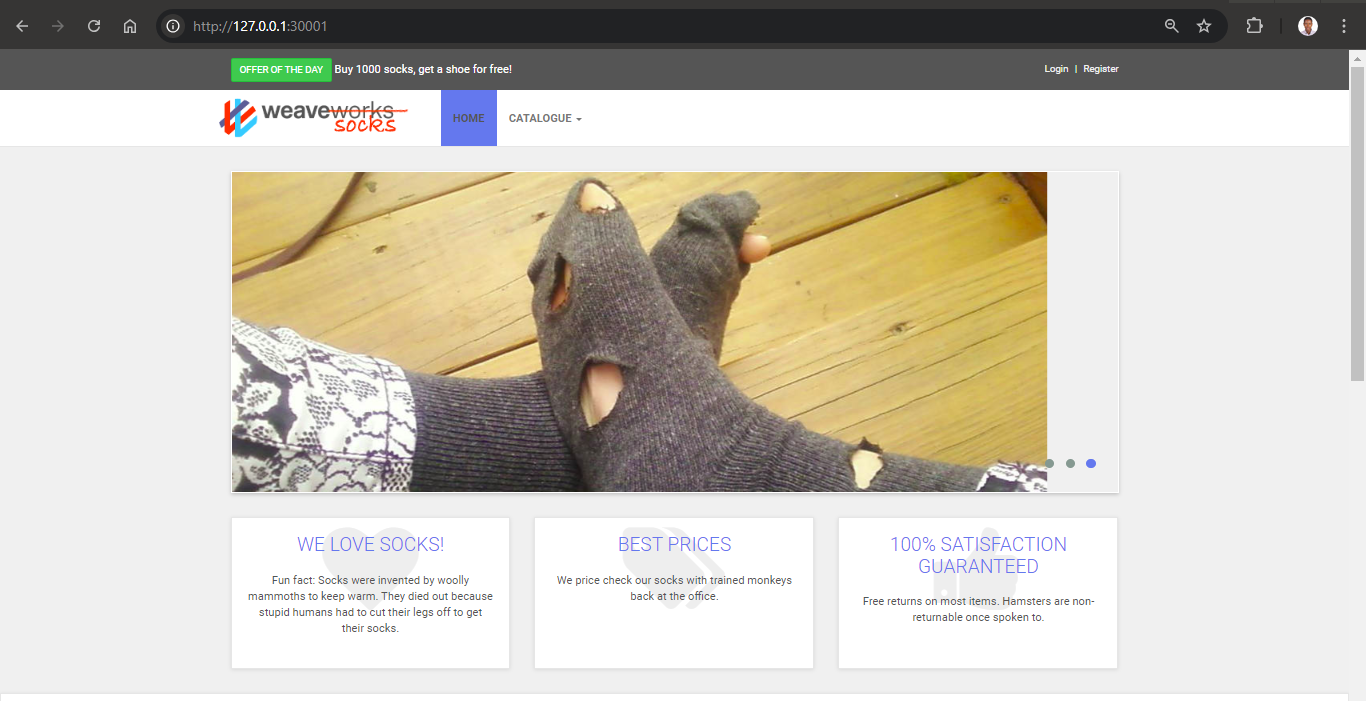 http://127.0.0.1:30001
OFFER OF THE DAY Buy 1000 socks, get a shoe for free!
Login | Register
weaveworks
socks
HOME
CATALOGUE
WE LOVE SOCKS!
Fun fact: Socks were invented by woolly
mammoths to keep warm. They died out because
stupid humans had to cut their legs off to get
their socks.
BEST PRICES
We price check our socks with trained monkeys
back at the office.
100% SATISFACTION
GUARANTEED
Free returns on most items. Hamsters are non-
returnable once spoken to.